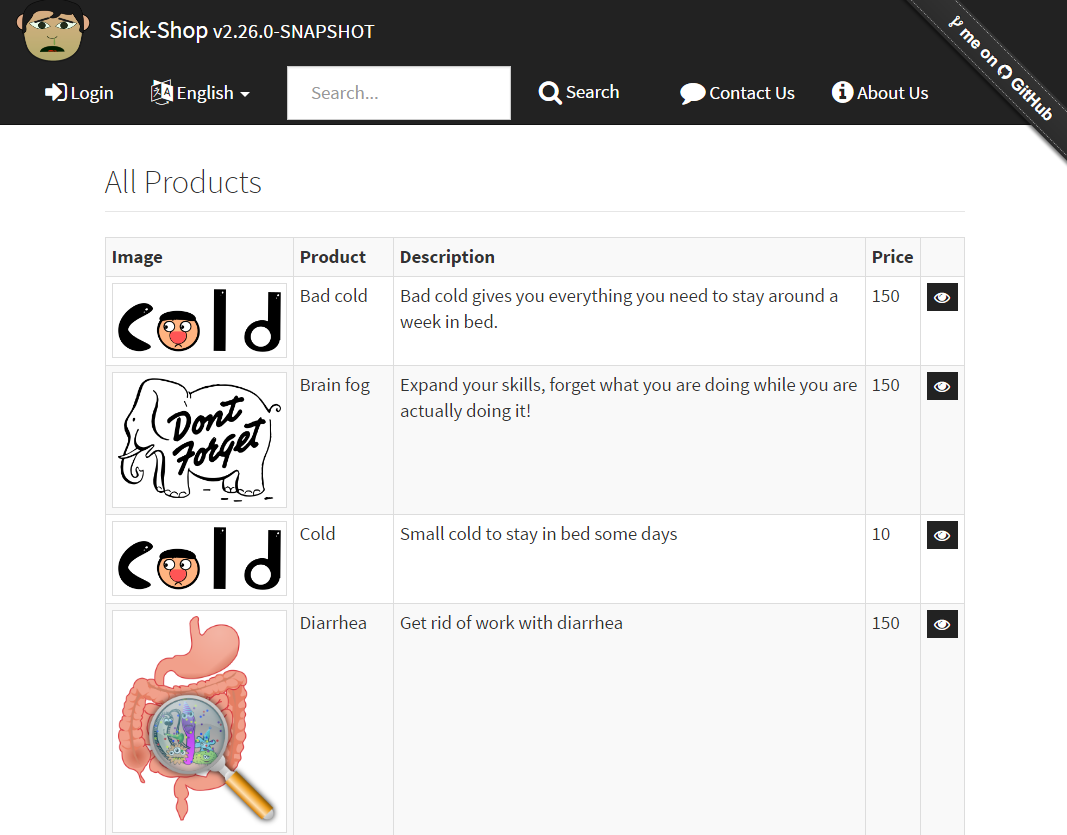 Sick-Shop v2.26.0-SNAPSHOT
me on GitHub
Login
English
Search...
Search
Contact Us
About Us
All Products
Image Product Description Price
Cold
Bad cold
Bad cold gives you everything you need to stay around a
week in bed.
150
Dont
Forget
Brain fog
Expand your skills, forget what you are doing while you are
actually doing it!
150
Cold
Cold
Small cold to stay in bed some days
10
Diarrhea
Get rid of work with diarrhea
150